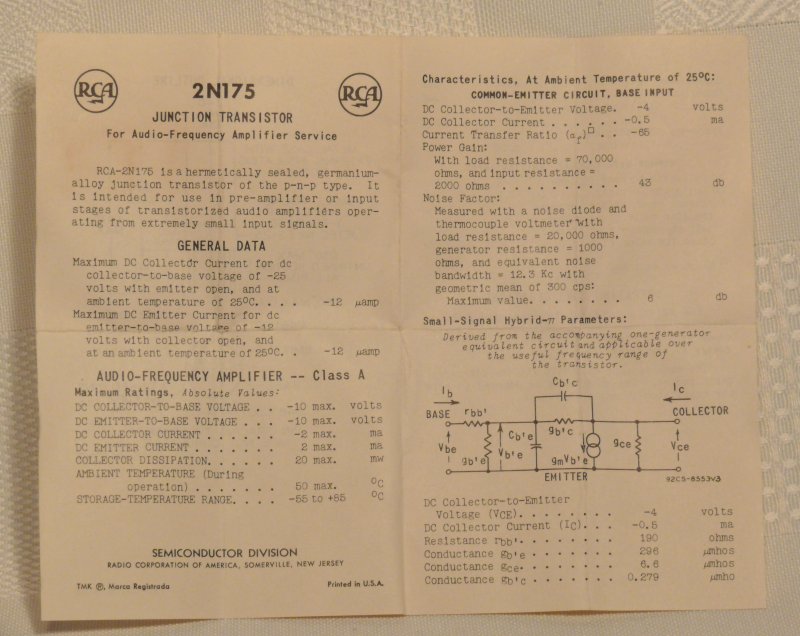 RCA
2N175
RCA
JUNCTION TRANSISTOR
For Audio-Frequency Amplifier Service
RCA-2N175 is a hermetically sealed, germanium-
alloy junction transistor of the p-n-p type. It
is intended for use in pre-amplifier or input
stages of transistorized audio amplifiers oper-
ating from extremely small input signals.
GENERAL DATA
Maximum DC Collector Current for dc
collector-to-base voltage of -25
volts with emitter open, and at
ambient temperature of 25°C. . . . -12 μamp
Maximum DC Emitter Current for dc
emitter-to-base voltage of -12
volts with collector open, and
at an ambient temperature of 25°C. . -12 μamp
AUDIO-FREQUENCY AMPLIFIER -- Class A
Maximum Ratings, Absolute Values:
DC COLLECTOR-TO-BASE VOLTAGE . . -10 max. volts
DC EMITTER-TO-BASE VOLTAGE . . . -10 max. volts
DC COLLECTOR CURRENT . . . . . . -2 max. ma
DC EMITTER CURRENT . . . . . . . 2 max. ma
COLLECTOR DISSIPATION. . . . . . 20 max. mw
AMBIENT TEMPERATURE (During
operation) . . . . . . . 50 max. °C
STORAGE-TEMPERATURE RANGE. . . . -55 to +85 °C
SEMICONDUCTOR DIVISION
RADIO CORPORATION OF AMERICA, SOMERVILLE, NEW JERSEY
TMK ®, Marca Registrada Printed in U.S.A.
Characteristics, At Ambient Temperature of 25°C:
COMMON-EMITTER CIRCUIT, BASE INPUT
DC Collector-to-Emitter Voltage. -4 volts
DC Collector Current . . . . . . -0.5 ma
Current Transfer Ratio (αr)□ . . -65
Power Gain:
With load resistance = 70,000
ohms, and input resistance =
2000 ohms . . . . . . . . . . 43 db
Noise Factor:
Measured with a noise diode and
thermocouple voltmeter with
load resistance = 20,000 ohms,
generator resistance = 1000
ohms, and equivalent noise
bandwidth = 12.3 Kc with
geometric mean of 300 cps:
Maximum value. . . . . . . . 6 db
Small-Signal Hybrid-π Parameters:
Derived from the accompanying one-generator
equivalent circuit and applicable over
the useful frequency range of
the transistor.
Ib Cb'c Ic
BASE rbb' gb'c COLLECTOR
Vbe gb'e Vb'e Cb'e gmVb'e gce Vce
EMITTER 92CS-8553V3
DC Collector-to-Emitter
Voltage (VCE). . . . . . . . -4 volts
DC Collector Current (IC). . . -0.5 ma
Resistance rbb'. . . . . . . . 190 ohms
Conductance gb'e . . . . . . . 296 μmhos
Conductance gce. . . . . . . . 6.6 μmhos
Conductance gb'c . . . . . . . 0.279 μmho